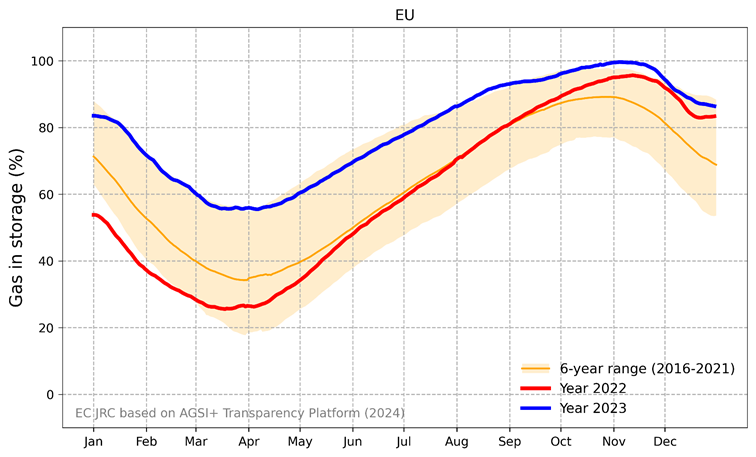 EU
Gas in storage (%)
100
80
60
40
20
0
6-year range (2016-2021)
Year 2022
Year 2023
EC JRC based on AGSI+ Transparency Platform (2024)
Jan Feb Mar Apr May Jun Jul Aug Sep Oct Nov Dec